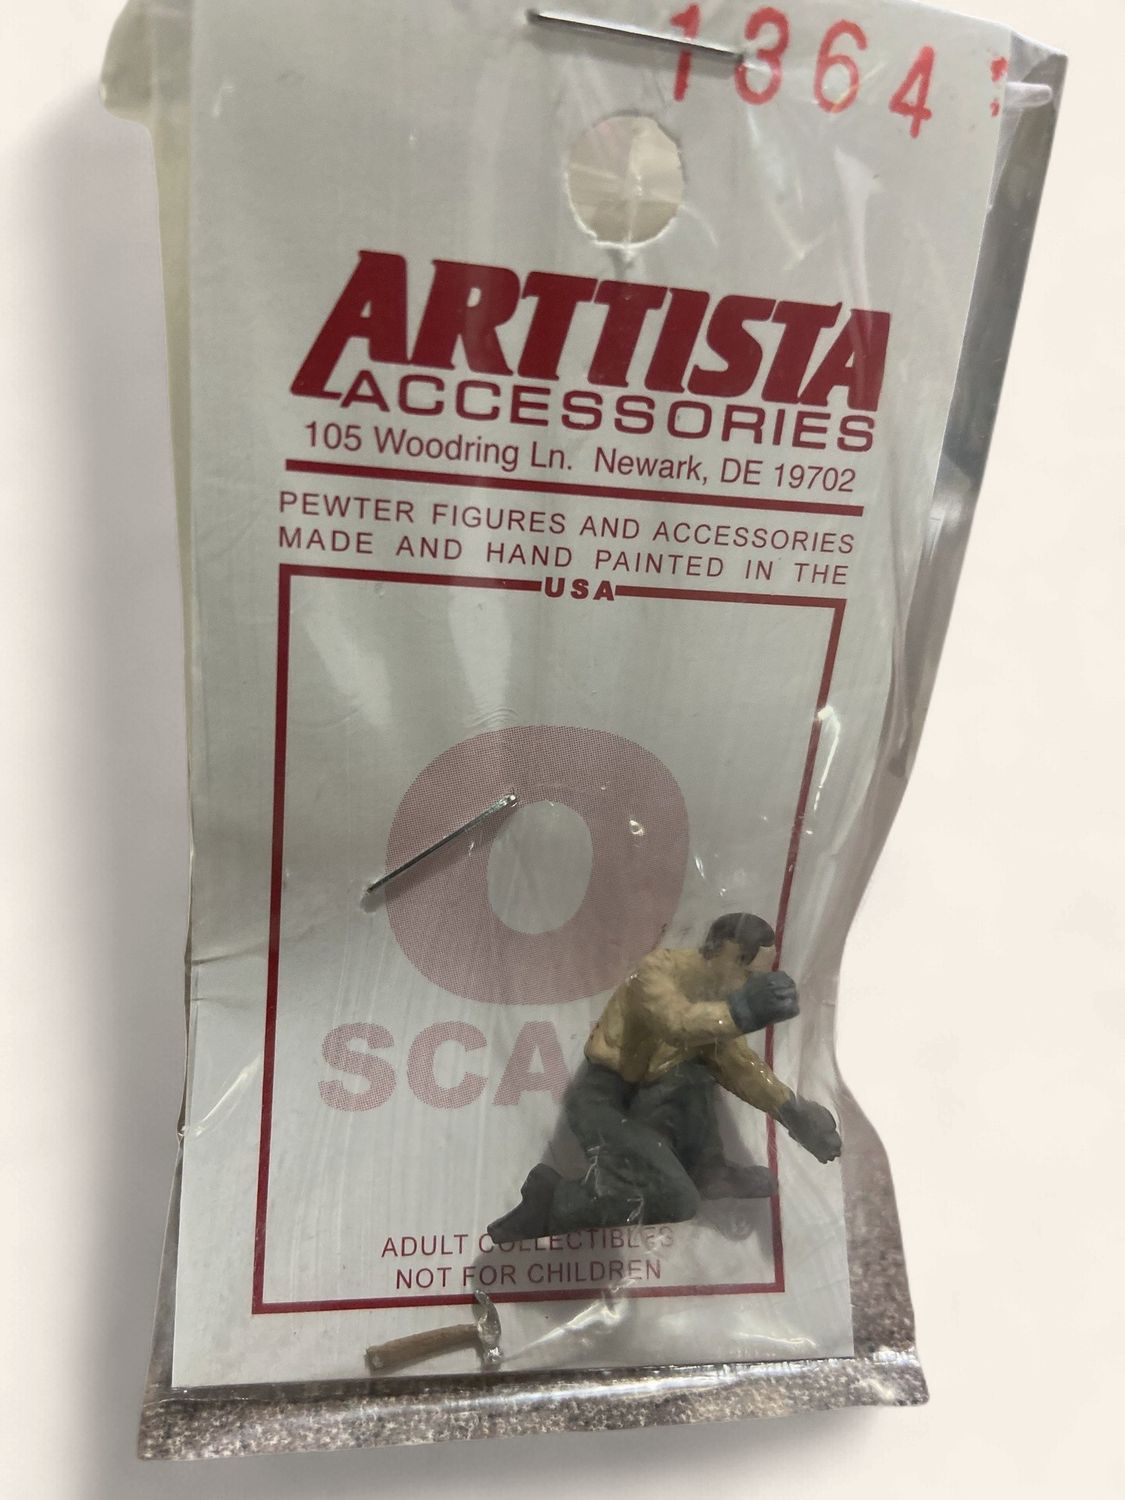 1364
ARTTISTA
ACCESSORIES
105 Woodring Ln. Newark, DE 19702
PEWTER FIGURES AND ACCESSORIES
MADE AND HAND PAINTED IN THE
USA
O
SCA
ADULT COLLECTIBLES
NOT FOR CHILDREN